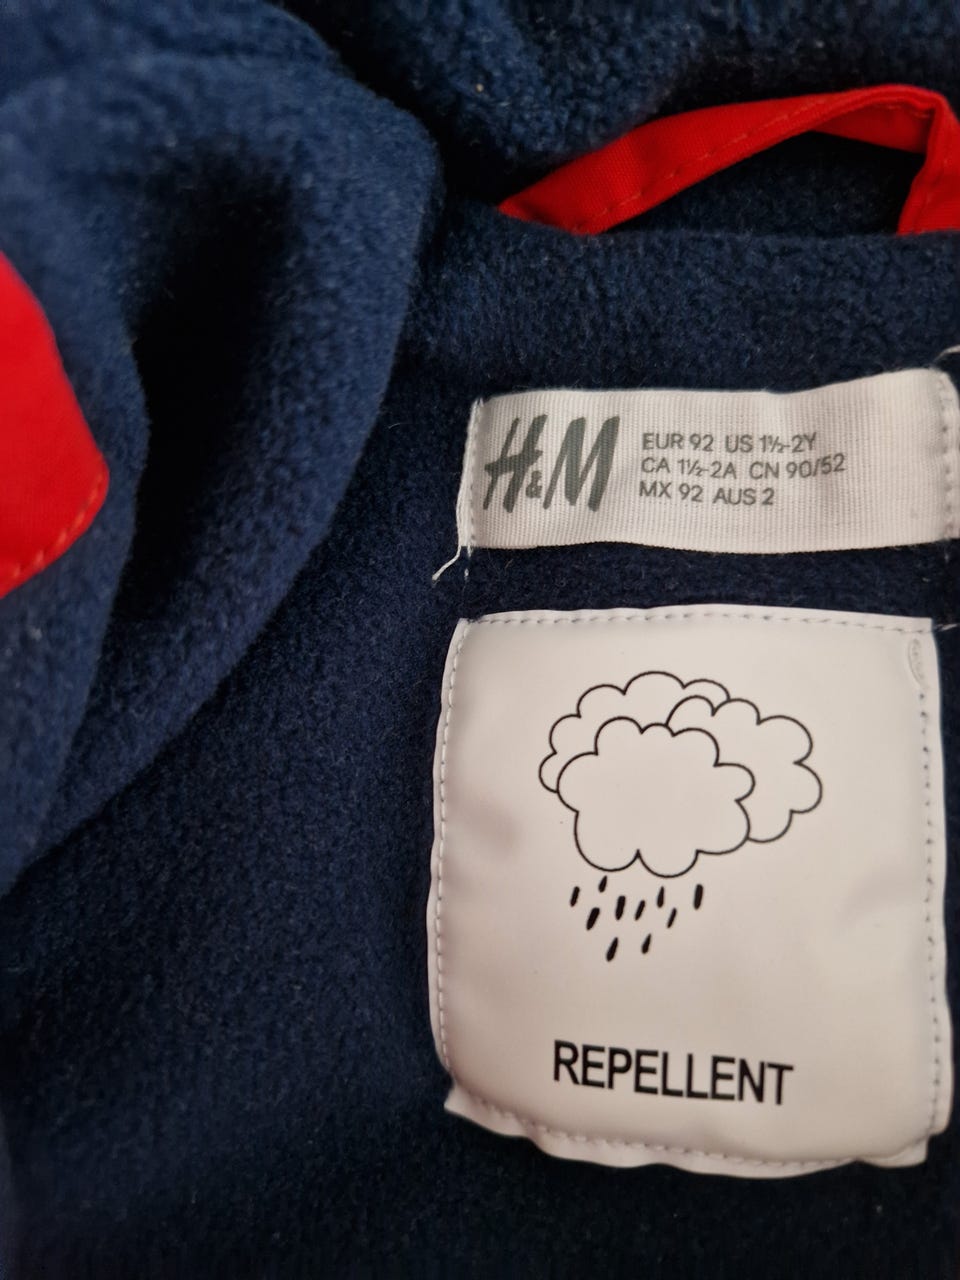 H&M
EUR 92 US 1½-2Y
CA 1½-2A CN 90/52
MX 92 AUS 2
REPELLENT